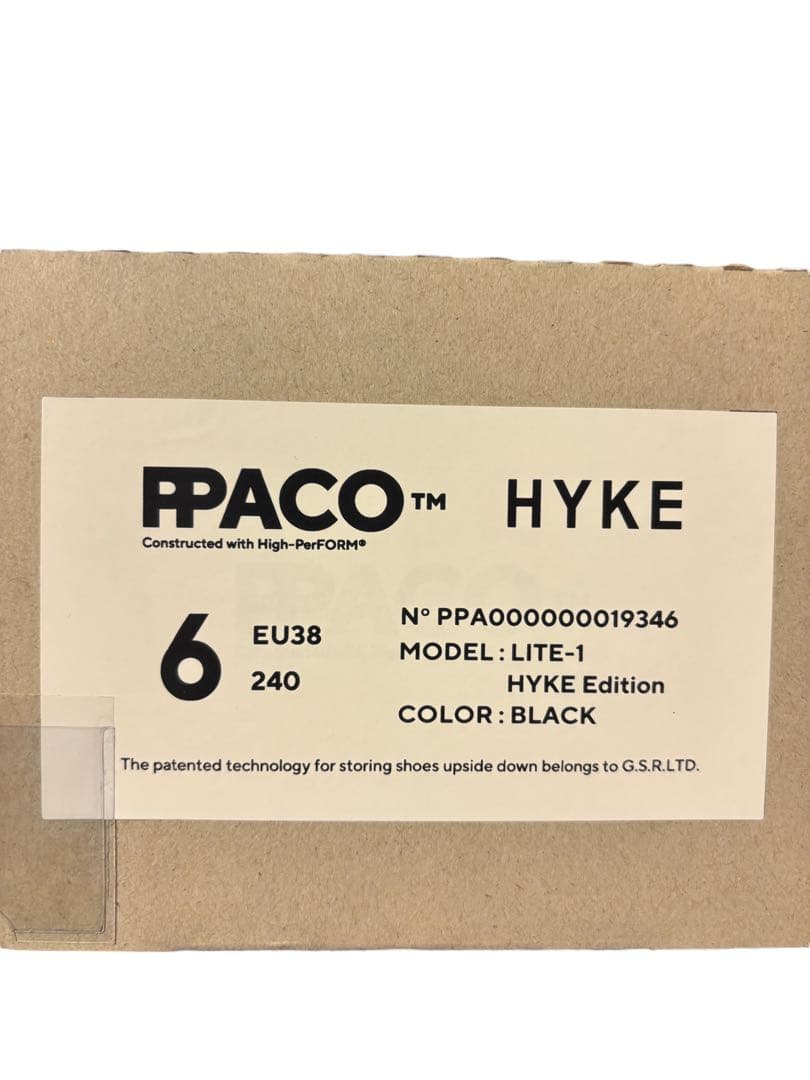 PPACO™ HYKE
Constructed with High-PerFORM®
6 EU38
240
N° PPA000000019346
MODEL : LITE-1
HYKE Edition
COLOR : BLACK
The patented technology for storing shoes upside down belongs to G.S.R.LTD.